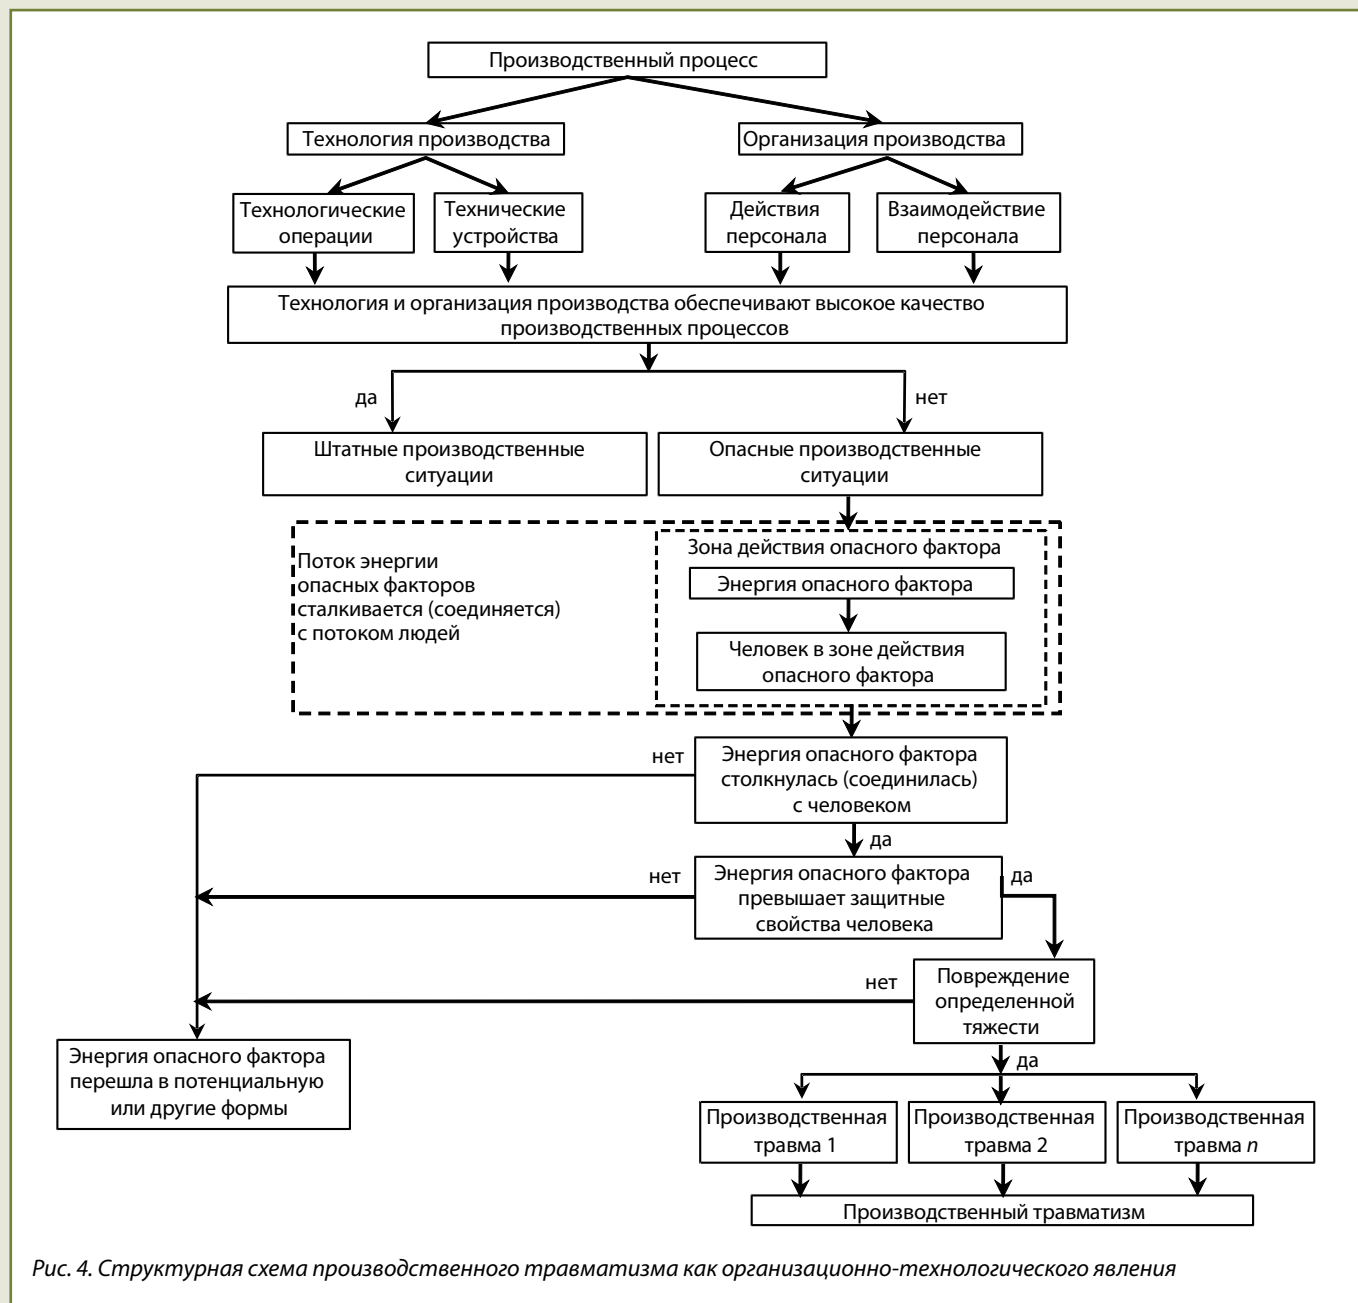 Производственный процесс
Технология производства
Организация производства
Технологические
операции
Технические
устройства
Действия
персонала
Взаимодействие
персонала
Технология и организация производства обеспечивают высокое качество
производственных процессов
да
нет
Штатные производственные
ситуации
Опасные производственные
ситуации
Поток энергии
опасных факторов
сталкивается (соединяется)
с потоком людей
Зона действия опасного фактора
Энергия опасного фактора
Человек в зоне действия
опасного фактора
нет
Энергия опасного фактора
столкнулась (соединилась)
с человеком
да
нет
Энергия опасного фактора
превышает защитные
свойства человека
да
нет
Повреждение
определенной
тяжести
да
Энергия опасного фактора
перешла в потенциальную
или другие формы
Производственная
травма 1
Производственная
травма 2
Производственная
травма n
Производственный травматизм
Рис. 4. Структурная схема производственного травматизма как организационно-технологического явления